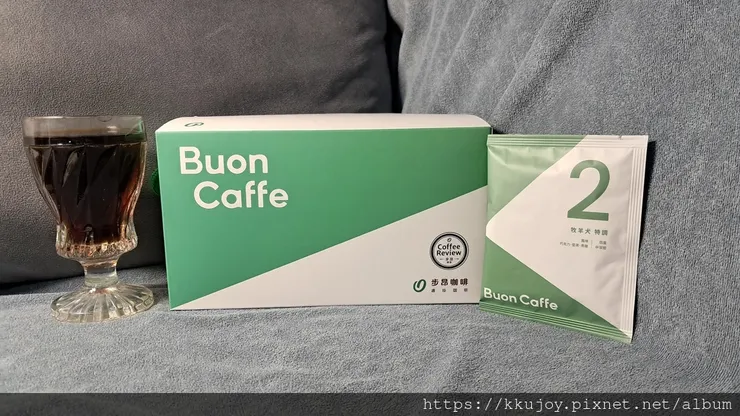 Buon
Caffe
Coffee
Review
步昂咖啡
2
牧羊犬 特調
Buon Caffe
https://kkujoy.pixnet.net/album